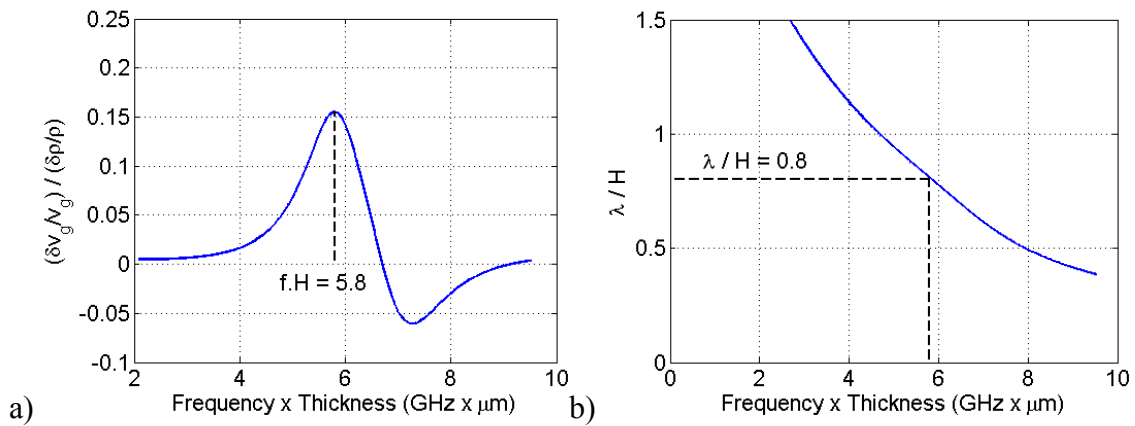 0.25
0.2
0.15
0.1
0.05
0
-0.05
-0.1
(δv_g/v_g) / (δρ/ρ)
f.H = 5.8
2 4 6 8 10
Frequency x Thickness (GHz x μm)
a)
1.5
1
0.5
0
λ / H
λ / H = 0.8
0 2 4 6 8 10
Frequency x Thickness (GHz x μm)
b)